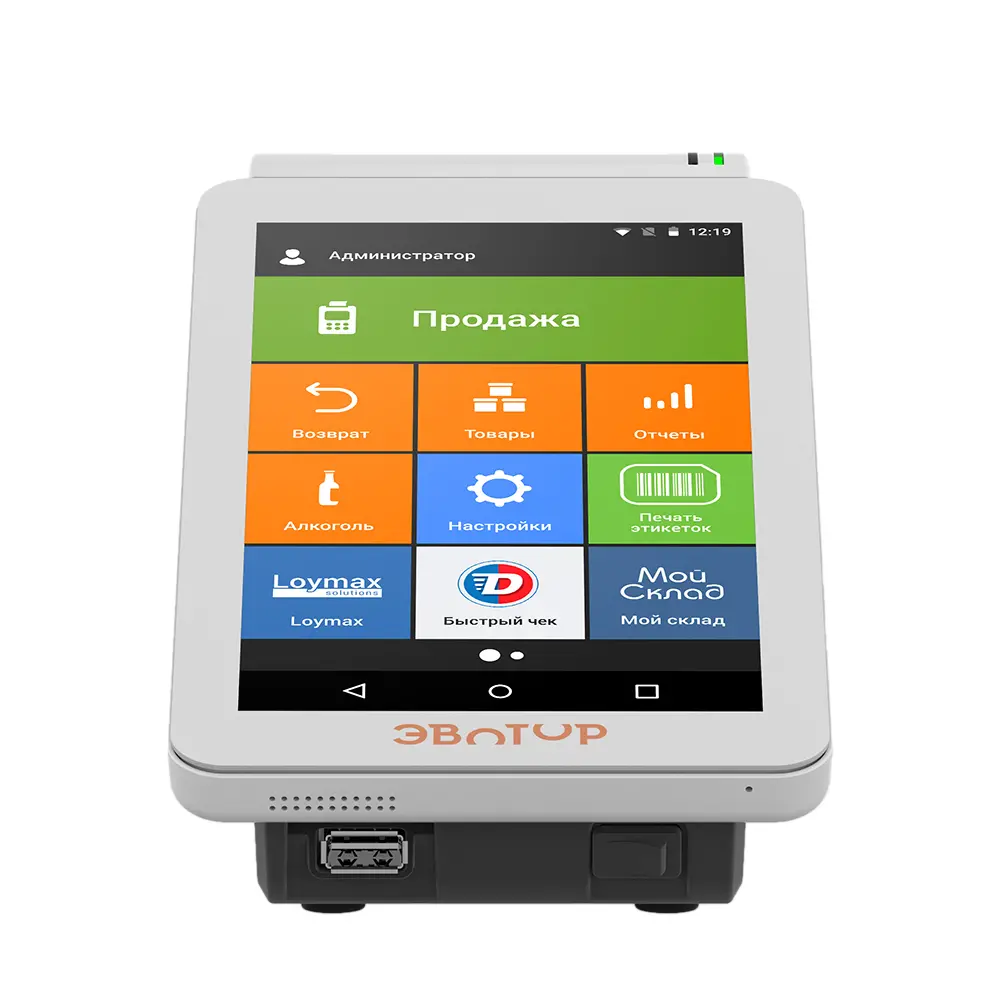 12:19
Администратор
Продажа
Возврат
Товары
Отчеты
Алкоголь
Настройки
Печать
этикеток
Loymax
solutions
Loymax
D
Быстрый чек
Мой
Склад
Мой склад
ЭВОТОР